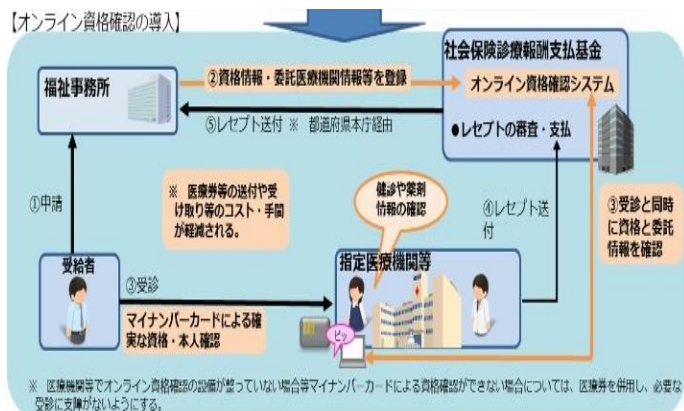 【オンライン資格確認の導入】
社会保険診療報酬支払基金
オンライン資格確認システム
●レセプトの審査・支払
福祉事務所
②資格情報・委託医療機関情報等を登録
⑤レセプト送付 ※ 都道府県本庁経由
①申請
※ 医療券等の送付や受
け取り等のコスト・手間
が軽減される。
健診や薬剤
情報の確認
④レセプト送
付
③受診と同時
に資格と委託
情報を確認
受給者
③受診
マイナンバーカードによる確
実な資格・本人確認
指定医療機関等
ピッ
※ 医療機関等でオンライン資格確認の設備が整っていない場合等マイナンバーカードによる資格確認ができない場合については、医療券を併用し、必要な
受診に支障がないようにする。